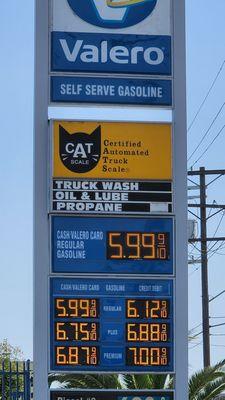 Valero
SELF SERVE GASOLINE
CAT
SCALE
Certified
Automated
Truck
Scale
TRUCK WASH
OIL & LUBE
PROPANE
CASH/VALERO CARD
REGULAR
GASOLINE
5.99 9/10
CASH/VALERO CARD GASOLINE CREDIT/DEBIT
5.99 9/10 REGULAR 6.12 9/10
6.75 9/10 PLUS 6.88 9/10
6.87 9/10 PREMIUM 7.00 9/10